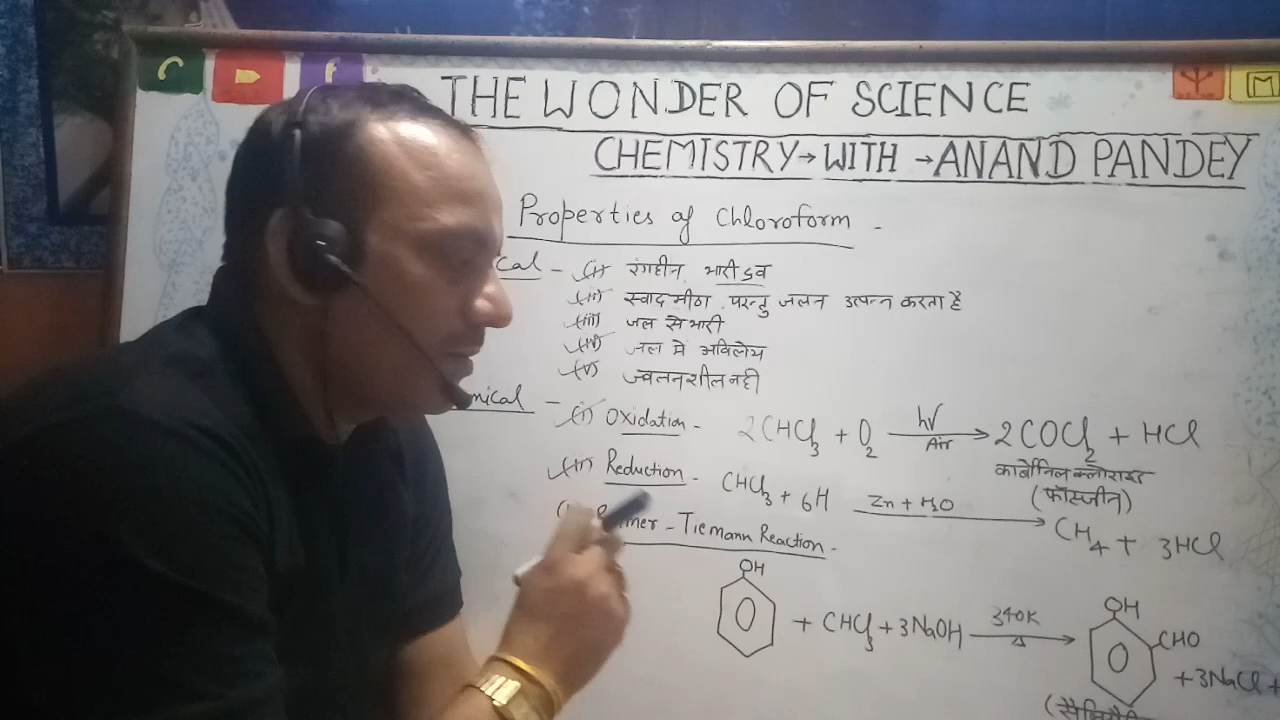 THE WONDER OF SCIENCE
CHEMISTRY→WITH→ANAND PANDEY
Properties of Chloroform -
cal - (i) रंगहीन, भारी द्रव
(ii) स्वाद मीठा परन्तु जलन उत्पन्न करता है
(iii) जल से भारी
(iv) जल मे अविलेय
(v) ज्वलनशील नही
mical - (i) Oxidation - 2CHCl3 + O2 hν Air → 2COCl2 + HCl
कार्बोनिल क्लोराइड
(फॉस्जीन)
(ii) Reduction - CHCl3 + 6H Zn + H2O → CH4 + 3HCl
mer - Tiemann Reaction -
OH + CHCl3 + 3NaOH 340K Δ → OH CHO + 3NaCl +